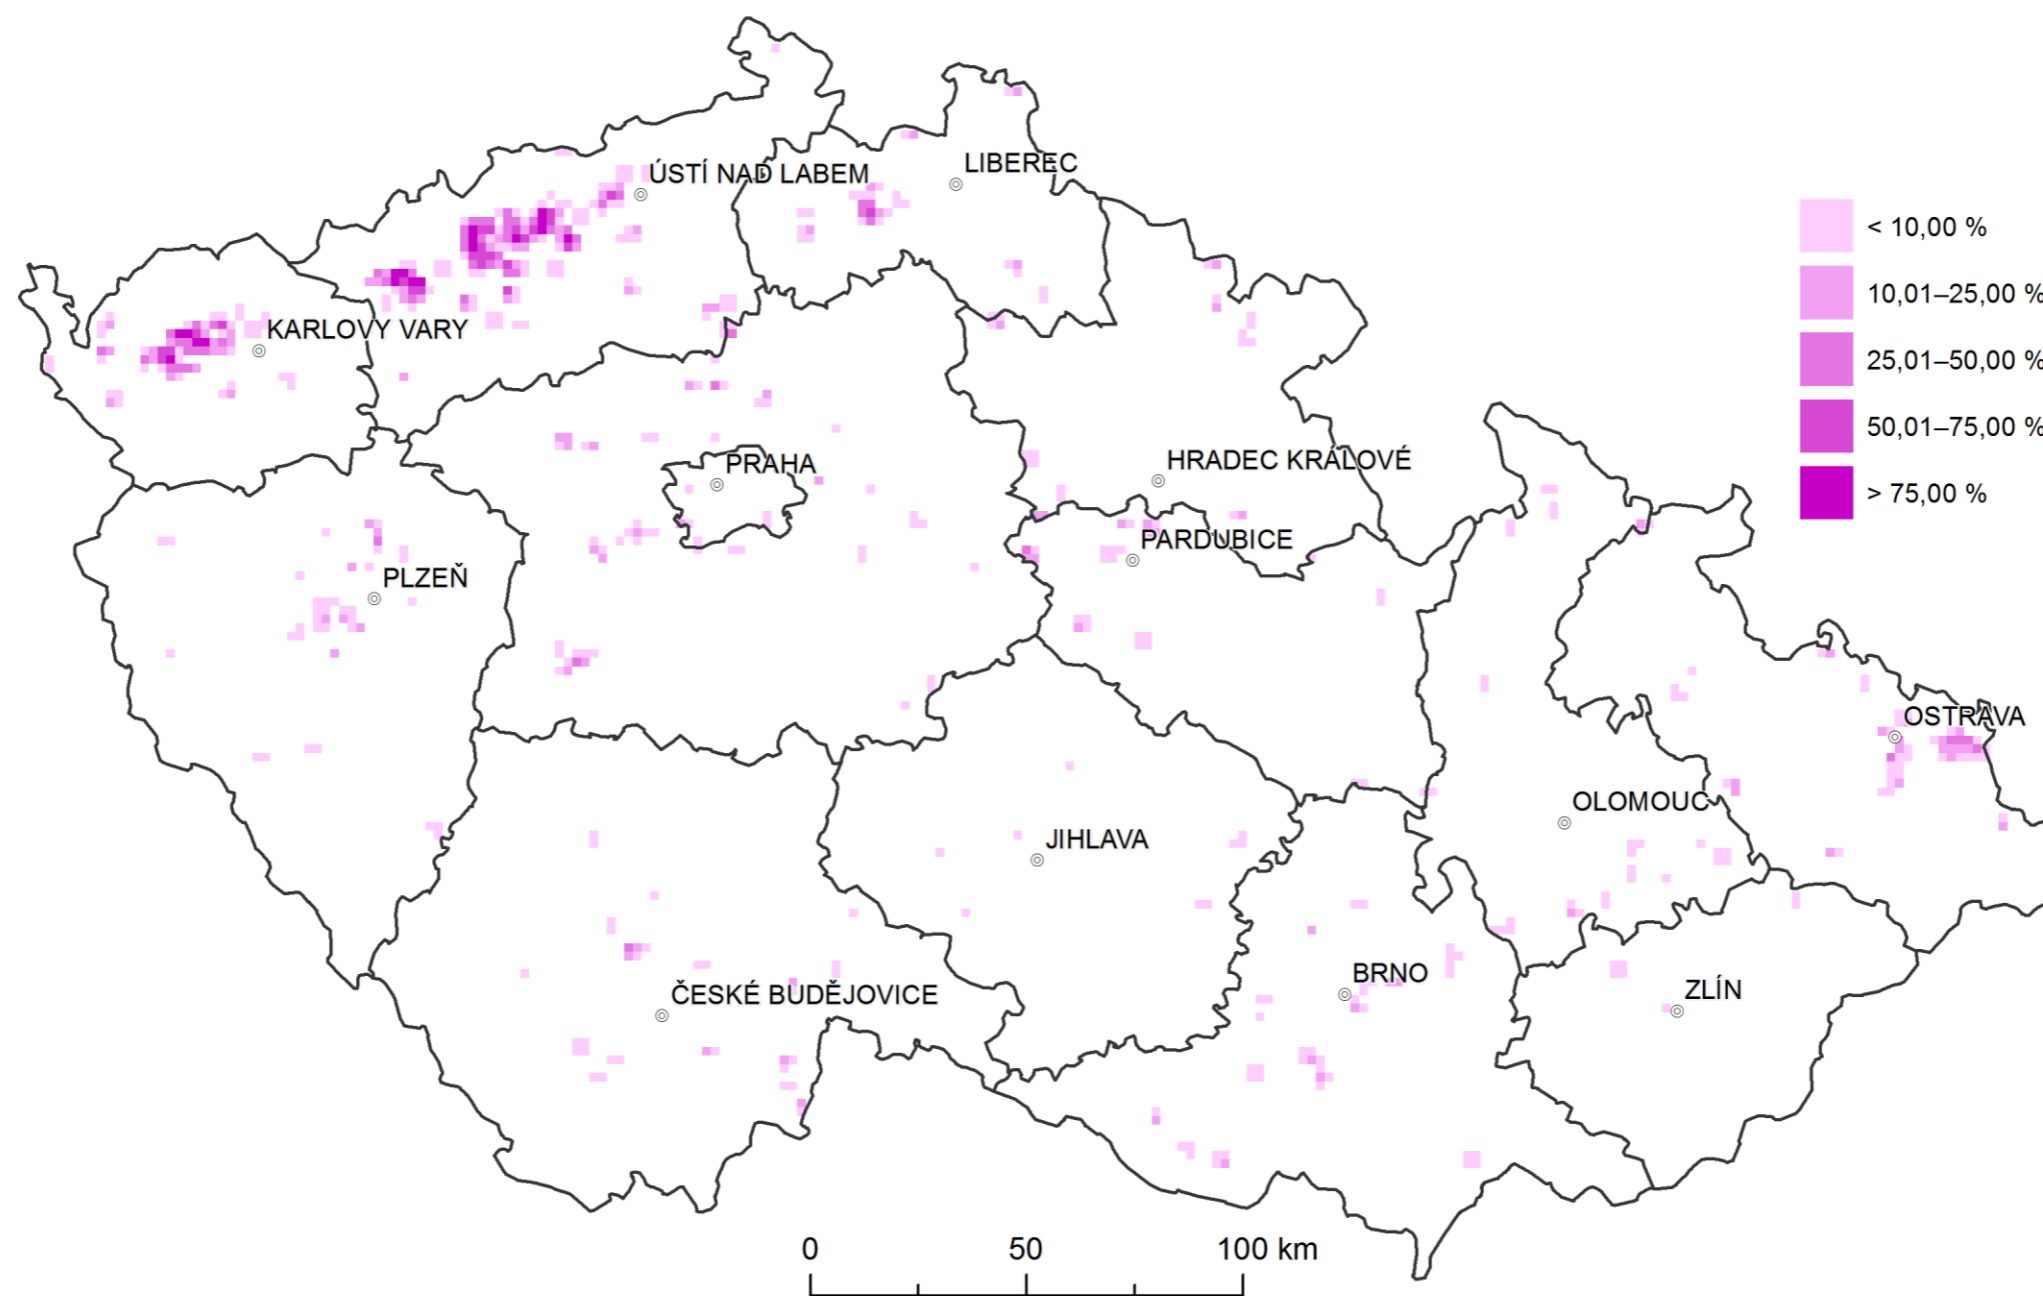 LIBEREC
ÚSTÍ NAD LABEM
< 10,00 %
10,01–25,00 %
KARLOVY VARY
25,01–50,00 %
50,01–75,00 %
HRADEC KRÁLOVÉ
PRAHA
> 75,00 %
PARDUBICE
PLZEŇ
OSTRAVA
OLOMOUC
JIHLAVA
BRNO
ZLÍN
ČESKÉ BUDĚJOVICE
0 50 100 km